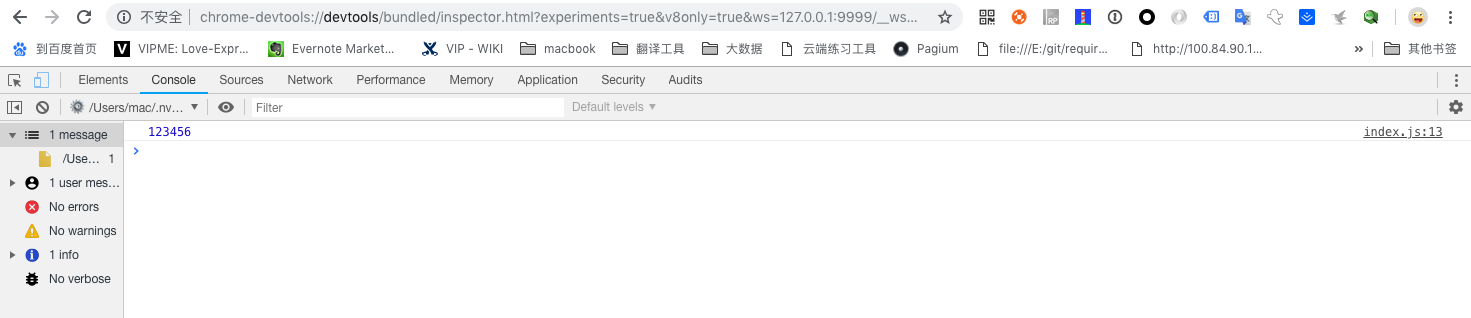 不安全 chrome-devtools://devtools/bundled/inspector.html?experiments=true&v8only=true&ws=127.0.0.1:9999/__ws...
到百度首页 VIPME: Love-Expr... Evernote Market... VIP - WIKI macbook 翻译工具 大数据 云端练习工具 Pagium file:///E:/git/requir... http://100.84.90.1... » 其他书签
Elements Console Sources Network Performance Memory Application Security Audits
/Users/mac/.nv... Filter Default levels
1 message
123456 index.js:13
/Use... 1
1 user mes...
No errors
No warnings
1 info
No verbose